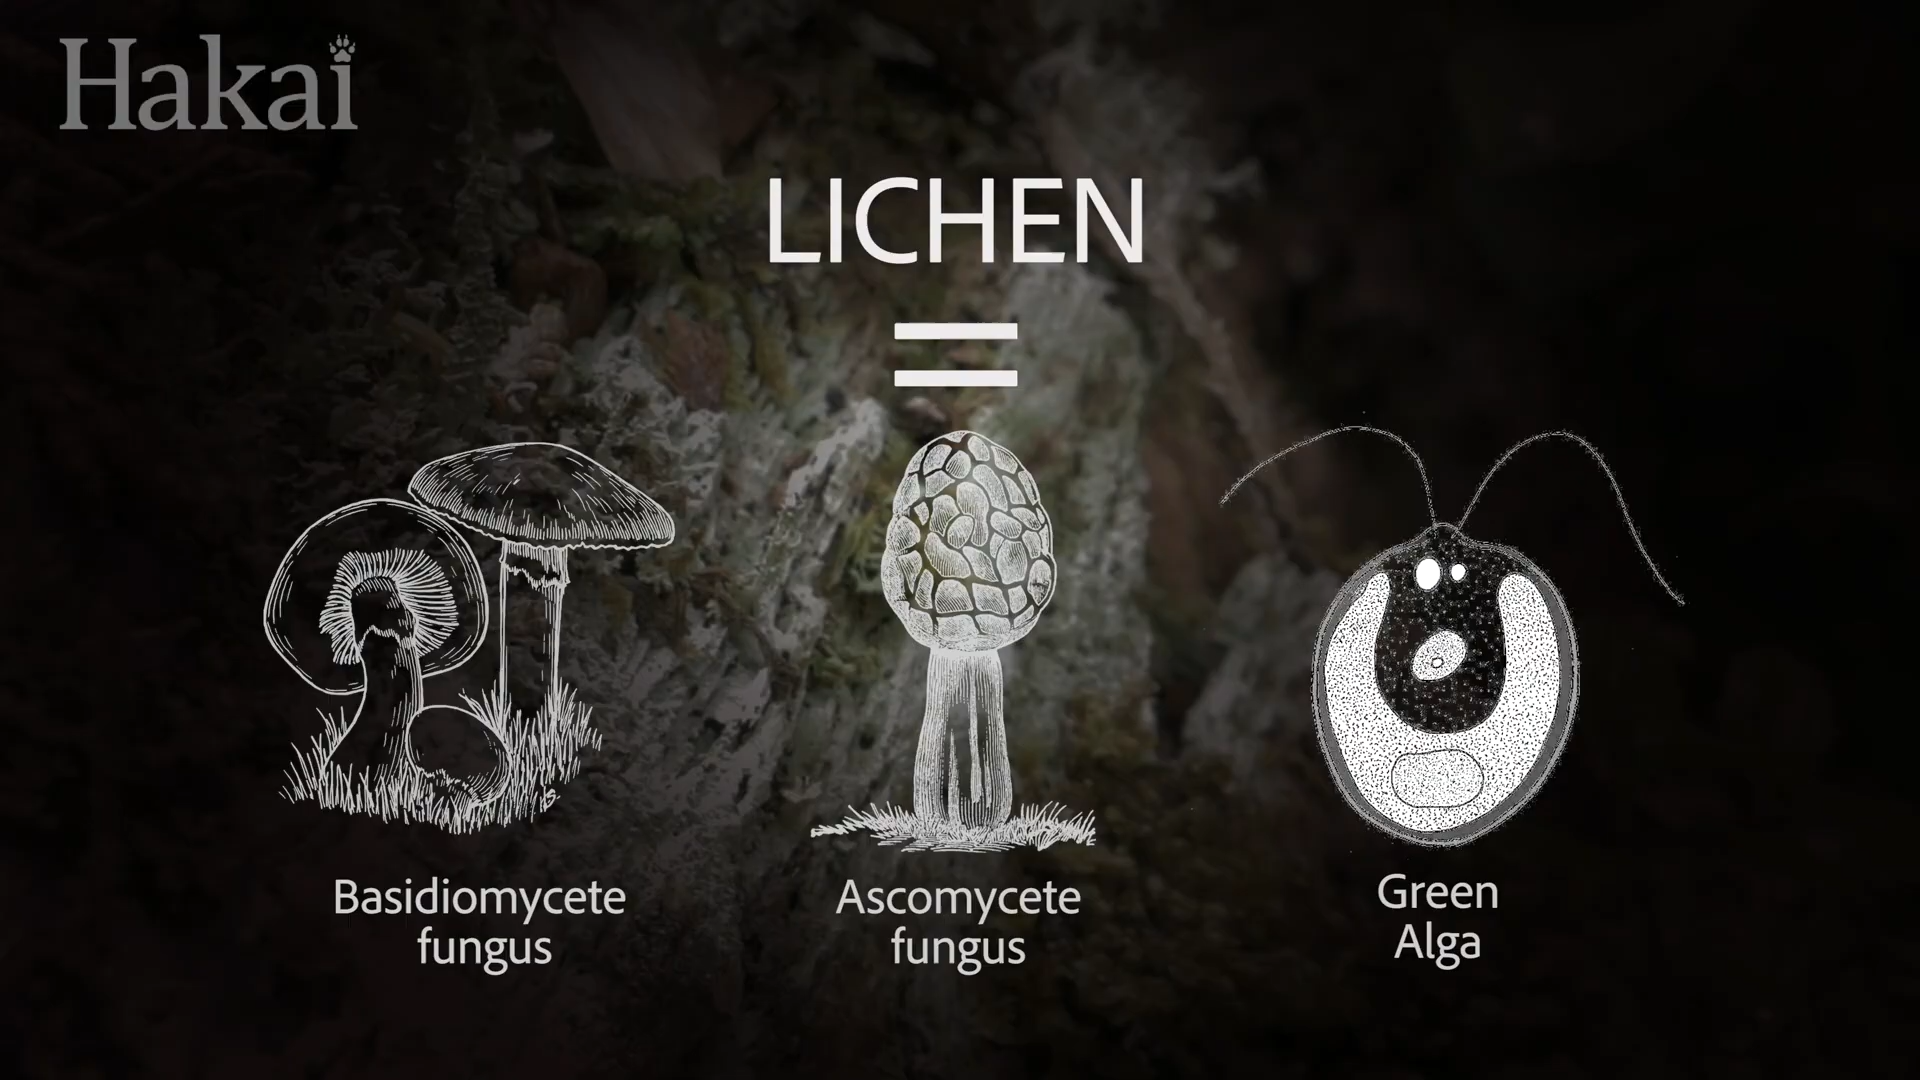 Hakai
LICHEN
=
Basidiomycete
fungus
Ascomycete
fungus
Green
Alga